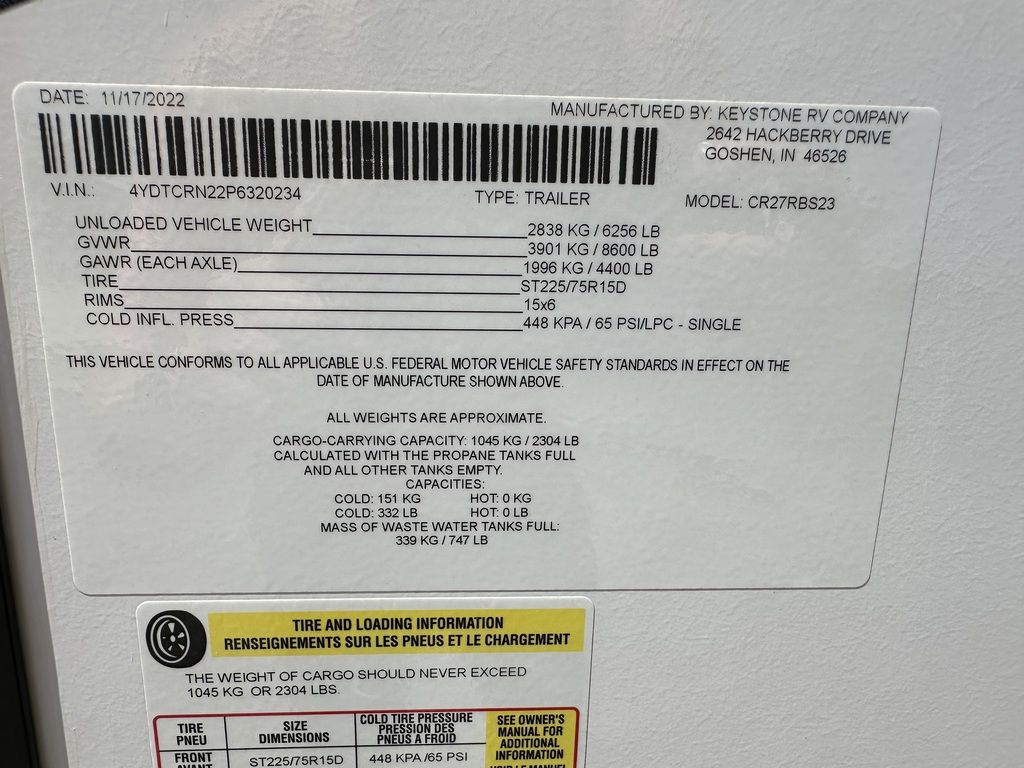 DATE: 11/17/2022
MANUFACTURED BY: KEYSTONE RV COMPANY
2642 HACKBERRY DRIVE
GOSHEN, IN 46526
V.I.N.: 4YDTCRN22P6320234 TYPE: TRAILER MODEL: CR27RBS23
UNLOADED VEHICLE WEIGHT 2838 KG / 6256 LB
GVWR 3901 KG / 8600 LB
GAWR (EACH AXLE) 1996 KG / 4400 LB
TIRE ST225/75R15D
RIMS 15x6
COLD INFL. PRESS 448 KPA / 65 PSI/LPC - SINGLE
THIS VEHICLE CONFORMS TO ALL APPLICABLE U.S. FEDERAL MOTOR VEHICLE SAFETY STANDARDS IN EFFECT ON THE
DATE OF MANUFACTURE SHOWN ABOVE.
ALL WEIGHTS ARE APPROXIMATE.
CARGO-CARRYING CAPACITY: 1045 KG / 2304 LB
CALCULATED WITH THE PROPANE TANKS FULL
AND ALL OTHER TANKS EMPTY.
CAPACITIES:
COLD: 151 KG HOT: 0 KG
COLD: 332 LB HOT: 0 LB
MASS OF WASTE WATER TANKS FULL:
339 KG / 747 LB
TIRE AND LOADING INFORMATION
RENSEIGNEMENTS SUR LES PNEUS ET LE CHARGEMENT
THE WEIGHT OF CARGO SHOULD NEVER EXCEED
1045 KG OR 2304 LBS.
TIRE
PNEU
SIZE
DIMENSIONS
COLD TIRE PRESSURE
PRESSION DES
PNEUS A FROID
SEE OWNER'S
MANUAL FOR
ADDITIONAL
INFORMATION
VOIR LE MANUEL
FRONT
AVANT
ST225/75R15D
448 KPA /65 PSI